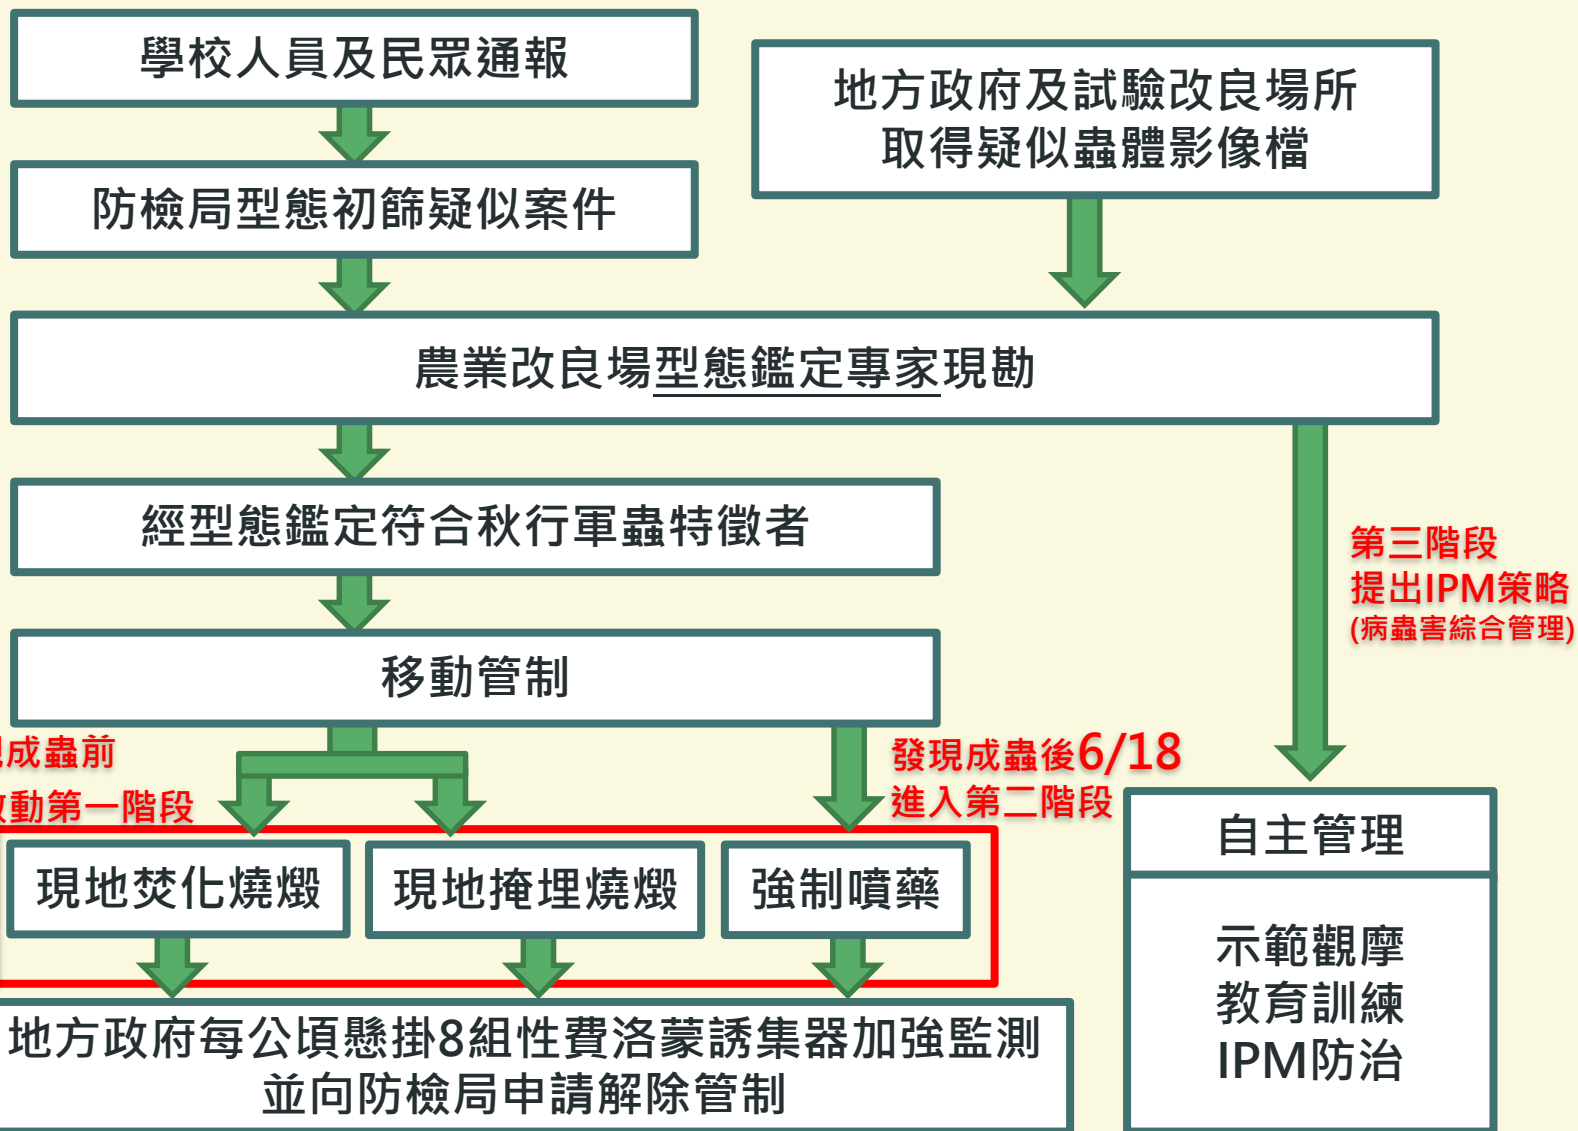 學校人員及民眾通報
地方政府及試驗改良場所
取得疑似蟲體影像檔
防檢局型態初篩疑似案件
農業改良場型態鑑定專家現勘
經型態鑑定符合秋行軍蟲特徵者
第三階段
提出IPM策略
(病蟲害綜合管理)
移動管制
成蟲前
動第一階段
發現成蟲後6/18
進入第二階段
現地焚化燒燬
現地掩埋燒燬
強制噴藥
自主管理
示範觀摩
教育訓練
IPM防治
地方政府每公頃懸掛8組性費洛蒙誘集器加強監測
並向防檢局申請解除管制